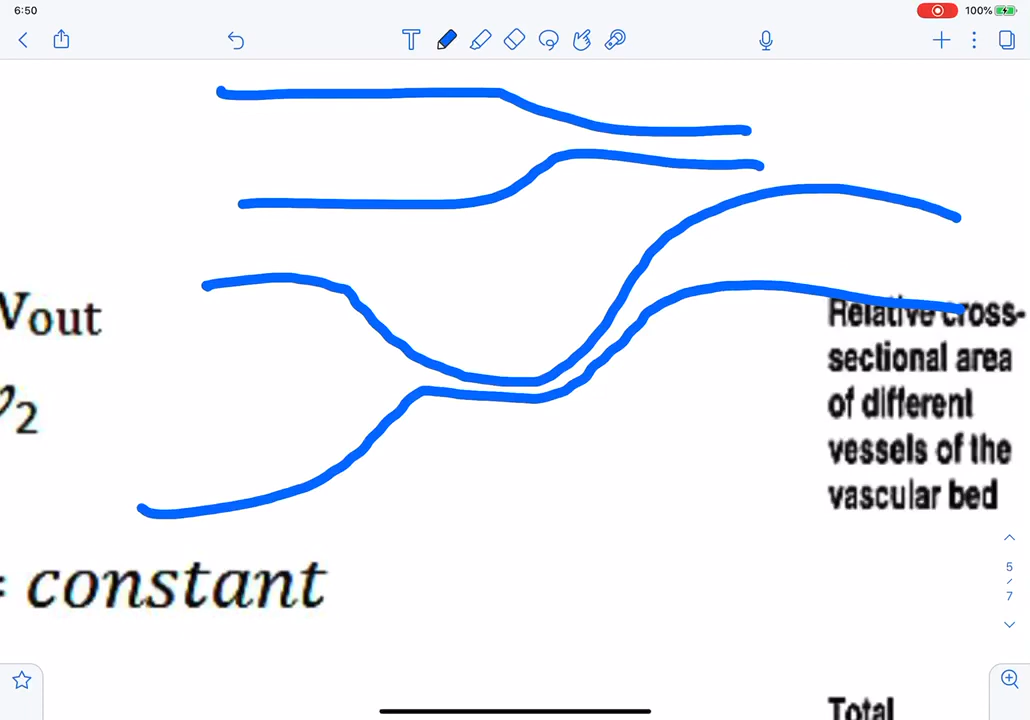 6:50
100%
Vout
2
Relative cross-
sectional area
of different
vessels of the
vascular bed
= constant
5
/
7
Total